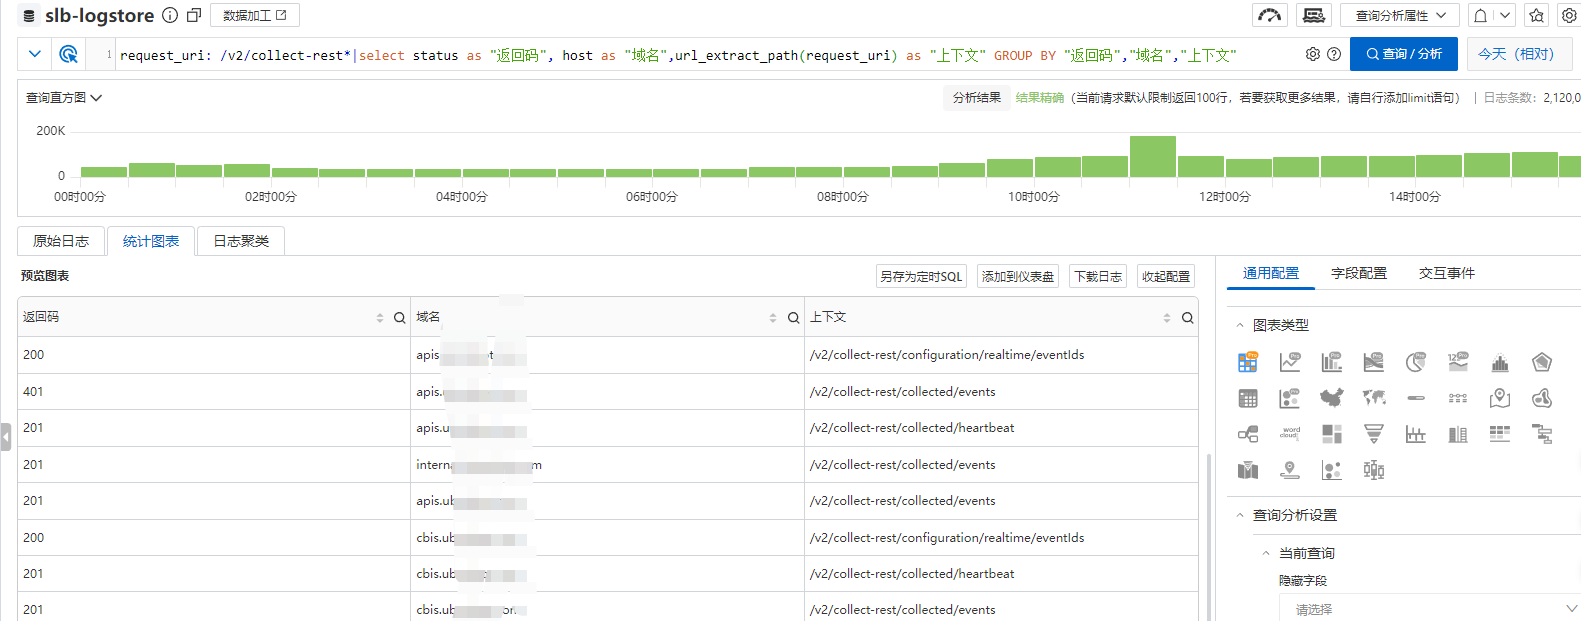 slb-logstore 数据加工 查询分析属性
1 request_uri: /v2/collect-rest*|select status as "返回码", host as "域名",url_extract_path(request_uri) as "上下文" GROUP BY "返回码","域名","上下文" 查询 / 分析 今天（相对）
查询直方图 分析结果 结果精确 （当前请求默认限制返回100行，若要获取更多结果，请自行添加limit语句） 日志条数： 2,120,0
200K
0
00时00分 02时00分 04时00分 06时00分 08时00分 10时00分 12时00分 14时00分
原始日志 统计图表 日志聚类
预览图表 另存为定时SQL 添加到仪表盘 下载日志 收起配置
返回码 域名 上下文
200 apis /v2/collect-rest/configuration/realtime/eventIds
401 apis. /v2/collect-rest/collected/events
201 apis. /v2/collect-rest/collected/heartbeat
201 interna m /v2/collect-rest/collected/events
201 apis.ub /v2/collect-rest/collected/events
200 cbis.ub /v2/collect-rest/configuration/realtime/eventIds
201 cbis.ub /v2/collect-rest/collected/heartbeat
201 cbis.ub /v2/collect-rest/collected/events
通用配置 字段配置 交互事件
图表类型
Pro Pro Pro Pro Pro 123 Pro
Pro
word cloud
查询分析设置
当前查询
隐藏字段
请选择